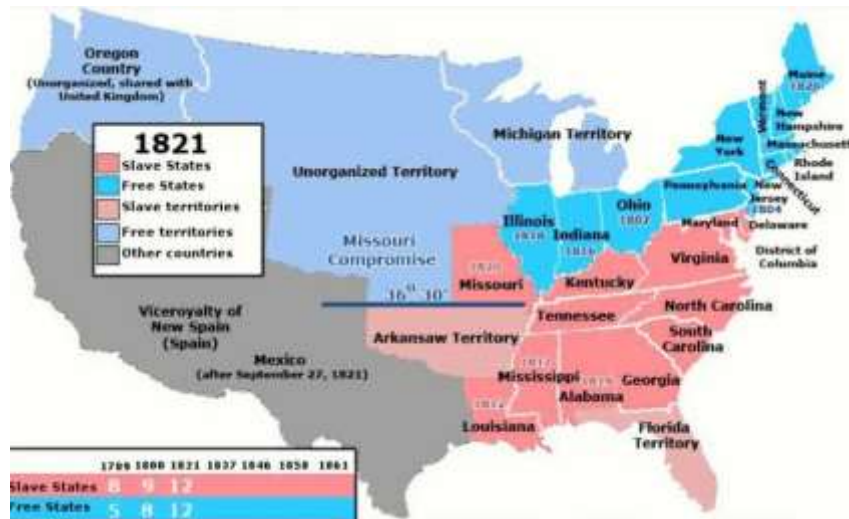 Oregon
Country
(Unorganized, shared with
United Kingdom)
1821
Slave States
Free States
Slave territories
Free territories
Other countries
Unorganized Territory
Michigan Territory
Missouri
Compromise
36° 30'
Maine
1820
Vermont
New
Hampshire
Massachusett
Rhode
Island
Connecticut
New
York
Pennsylvania
New
Jersey
1804
Ohio
1802
Indiana
1816
Illinois
1818
Maryland
Delaware
District of
Columbia
Virginia
Kentucky
1820
Missouri
North Carolina
Tennessee
South
Carolina
Arkansaw Territory
1817
Mississippi
1819
Alabama
Georgia
1812
Louisiana
Florida
Territory
Viceroyalty of
New Spain
(Spain)
Mexico
(after September 27, 1821)
1789 1800 1821 1837 1846 1858 1861
Slave States 8 9 12
Free States 5 8 12